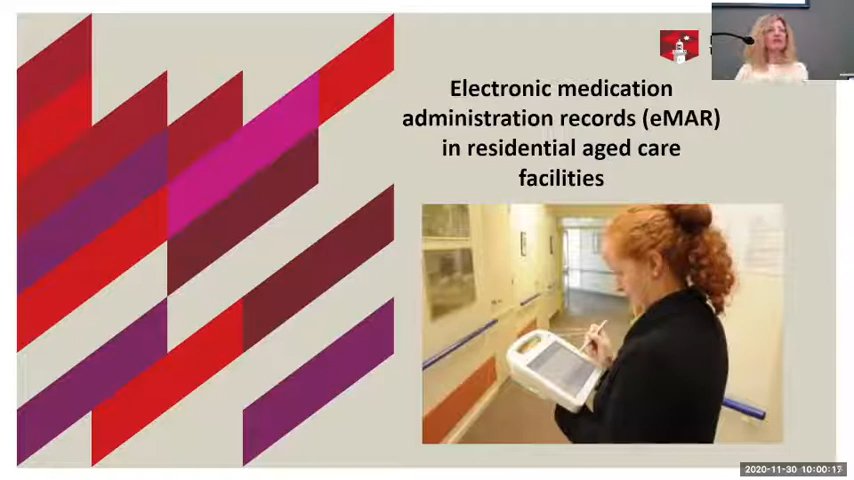 Electronic medication
administration records (eMAR)
in residential aged care
facilities
2020-11-30 10:00:17